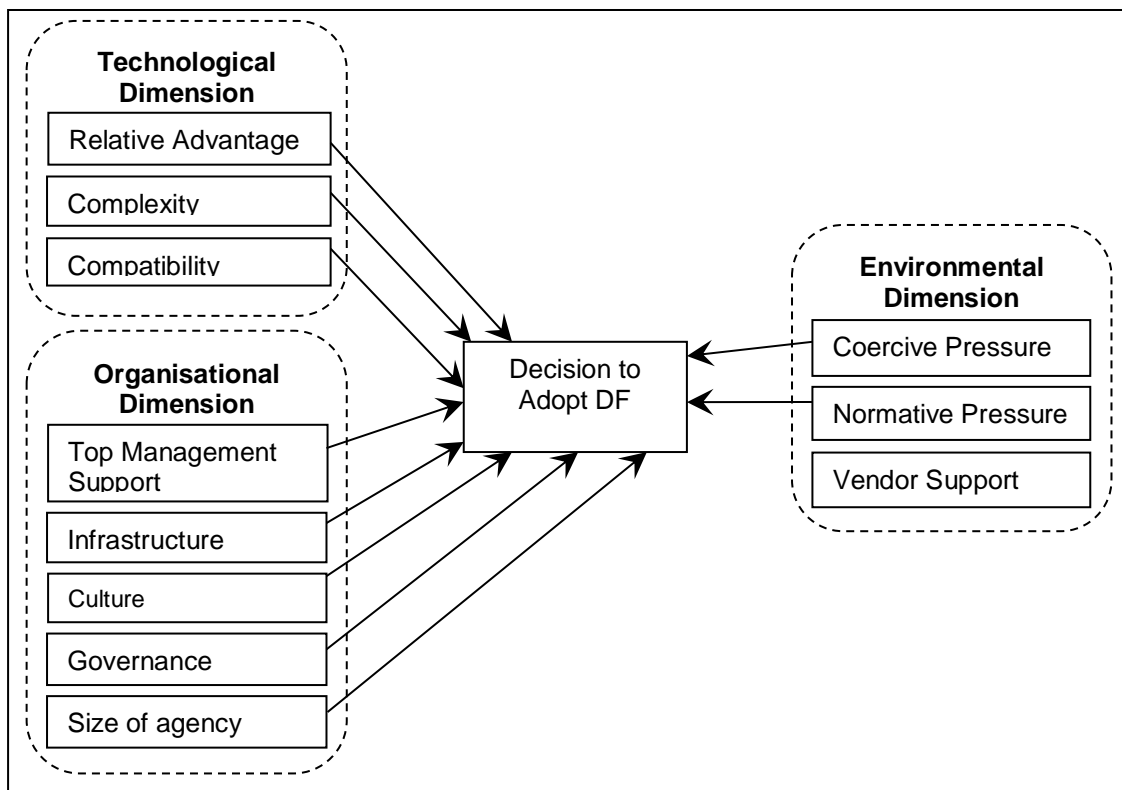 Technological
Dimension
Relative Advantage
Complexity
Compatibility
Organisational
Dimension
Top Management
Support
Infrastructure
Culture
Governance
Size of agency
Decision to
Adopt DF
Environmental
Dimension
Coercive Pressure
Normative Pressure
Vendor Support